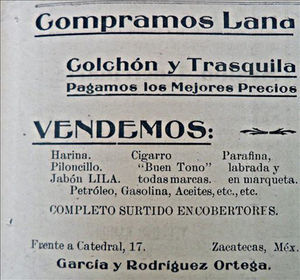 Compramos Lana
Colchón y Trasquila
Pagamos los Mejores Precios
VENDEMOS:
Harina. Cigarro Parafina,
Piloncillo. "Buen Tono" labrada y
Jabón LILA. todas marcas. en marqueta.
Petróleo, Gasolina, Aceites, etc., etc.
COMPLETO SURTIDO EN COBERTORES.
Frente a Catedral, 17. Zacatecas, Méx.
García y Rodríguez Ortega.